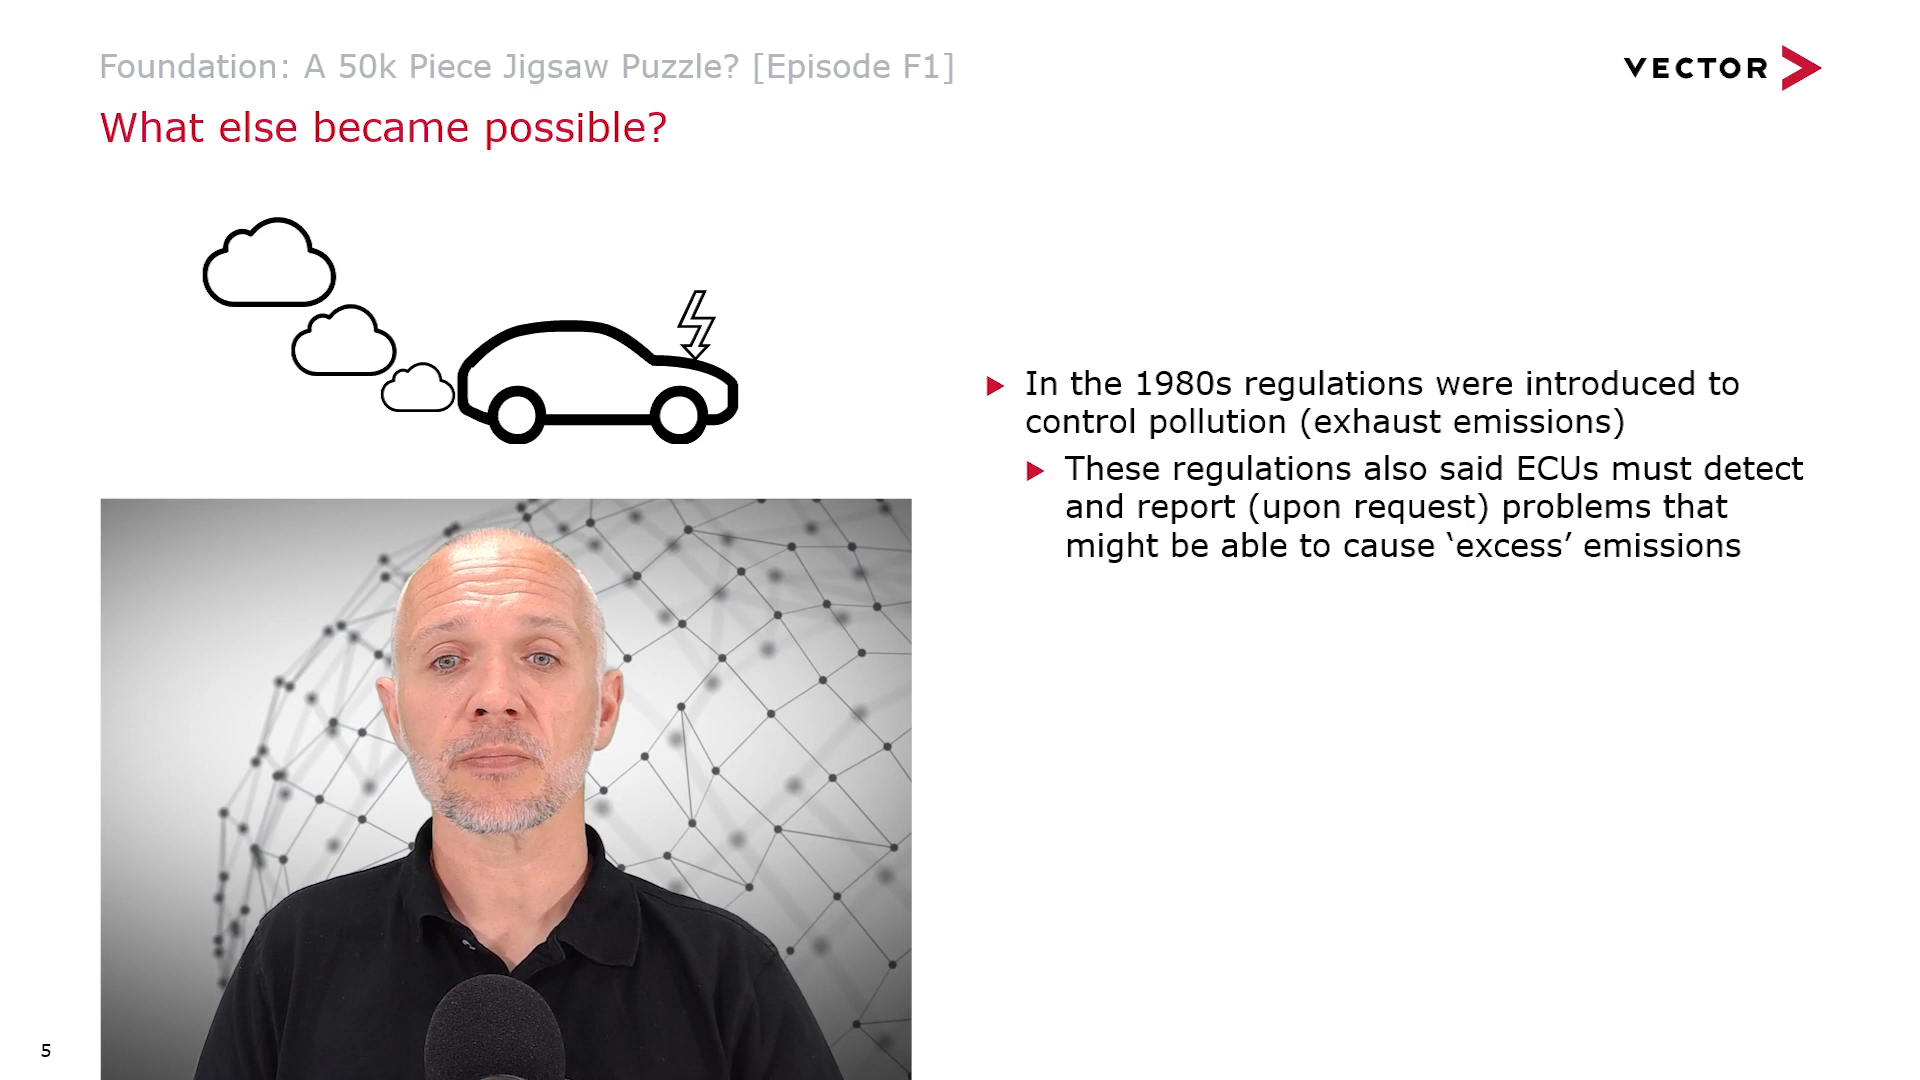 Foundation: A 50k Piece Jigsaw Puzzle? [Episode F1]
VECTOR
What else became possible?
▶ In the 1980s regulations were introduced to
control pollution (exhaust emissions)
▶ These regulations also said ECUs must detect
and report (upon request) problems that
might be able to cause ‘excess’ emissions
5